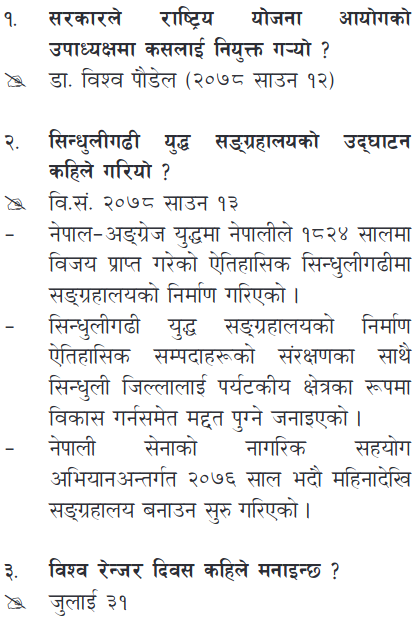 १. सरकारले राष्ट्रिय योजना आयोगको
उपाध्यक्षमा कसलाई नियुक्त गऱ्यो ?
डा. विश्व पौडेल (२०७८ साउन १२)
२. सिन्धुलीगढी युद्ध सङ्ग्रहालयको उद्घाटन
कहिले गरियो ?
वि.सं. २०७८ साउन १३
– नेपाल–अङ्ग्रेज युद्धमा नेपालीले १८२४ सालमा
विजय प्राप्त गरेको ऐतिहासिक सिन्धुलीगढीमा
सङ्ग्रहालयको निर्माण गरिएको ।
– सिन्धुलीगढी युद्ध सङ्ग्रहालयको निर्माण
ऐतिहासिक सम्पदाहरूको संरक्षणका साथै
सिन्धुली जिल्लालाई पर्यटकीय क्षेत्रका रूपमा
विकास गर्नसमेत मद्दत पुग्ने जनाइएको ।
– नेपाली सेनाको नागरिक सहयोग
अभियानअन्तर्गत २०७६ साल भदौ महिनादेखि
सङ्ग्रहालय बनाउन सुरु गरिएको ।
३. विश्व रेन्जर दिवस कहिले मनाइन्छ ?
जुलाई ३१